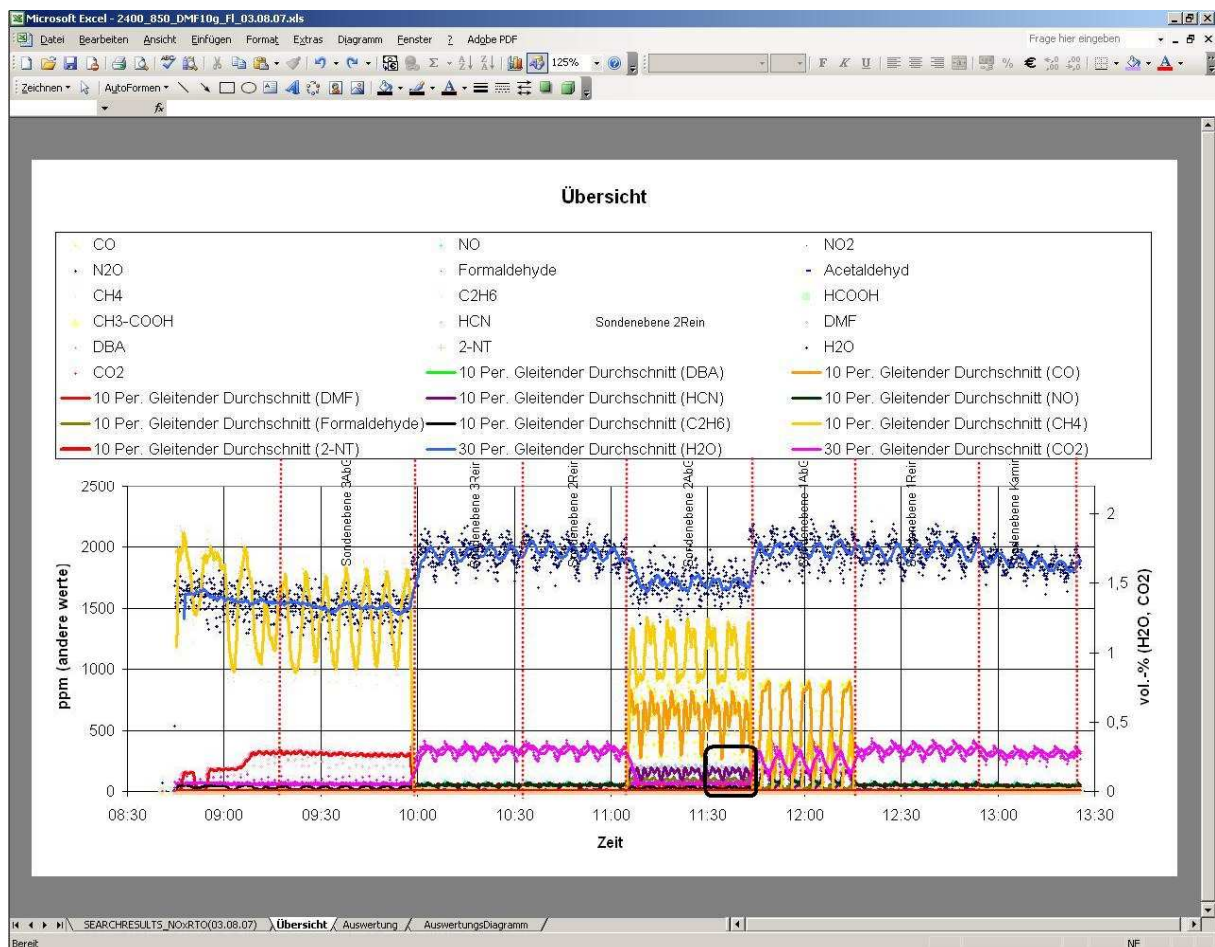 Microsoft Excel - 2400_850_DMF10g_Fl_03.08.07.xls
Datei Bearbeiten Ansicht Einfügen Format Extras Diagramm Fenster ? Adobe PDF Frage hier eingeben
125% F K U % €
Zeichnen AutoFormen
fx
Übersicht
CO NO NO2
N2O Formaldehyde Acetaldehyd
CH4 C2H6 HCOOH
CH3-COOH HCN Sondenebene 2Rein DMF
DBA 2-NT H2O
CO2 10 Per. Gleitender Durchschnitt (DBA) 10 Per. Gleitender Durchschnitt (CO)
10 Per. Gleitender Durchschnitt (DMF) 10 Per. Gleitender Durchschnitt (HCN) 10 Per. Gleitender Durchschnitt (NO)
10 Per. Gleitender Durchschnitt (Formaldehyde) 10 Per. Gleitender Durchschnitt (C2H6) 10 Per. Gleitender Durchschnitt (CH4)
10 Per. Gleitender Durchschnitt (2-NT) 30 Per. Gleitender Durchschnitt (H2O) 30 Per. Gleitender Durchschnitt (CO2)
Sondenebene 3AbG
Sondenebene 3Rein
Sondenebene 2Rein
Sondenebene 2AbG
Sondenebene 1AbG
Sondenebene 1Rein
Sondenebene Kamin
2500
2000
1500
1000
500
0
ppm (andere werte)
2
1,5
1
0,5
0
vol.-% (H2O, CO2)
08:30 09:00 09:30 10:00 10:30 11:00 11:30 12:00 12:30 13:00 13:30
Zeit
SEARCHRESULTS_NOxRTO(03.08.07) Übersicht Auswertung AuswertungsDiagramm
Bereit NF